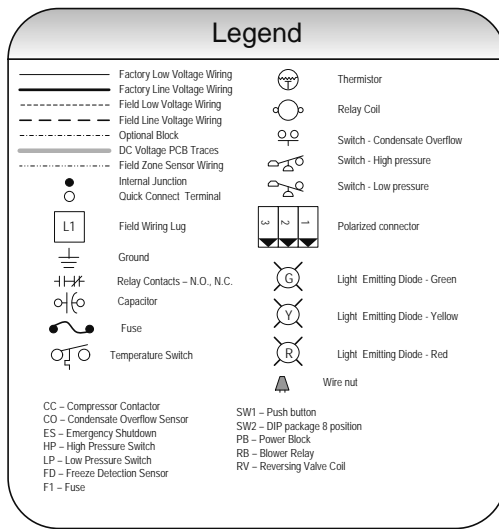 Legend
Factory Low Voltage Wiring
Factory Line Voltage Wiring
Field Low Voltage Wiring
Field Line Voltage Wiring
Optional Block
DC Voltage PCB Traces
Field Zone Sensor Wiring
Internal Junction
Quick Connect Terminal
L1
Field Wiring Lug
Ground
Relay Contacts – N.O., N.C.
Capacitor
Fuse
Temperature Switch
Thermistor
Relay Coil
Switch - Condensate Overflow
Switch - High pressure
Switch - Low pressure
3 2 1
Polarized connector
G
Light Emitting Diode - Green
Y
Light Emitting Diode - Yellow
R
Light Emitting Diode - Red
Wire nut
CC – Compressor Contactor
CO – Condensate Overflow Sensor
ES – Emergency Shutdown
HP – High Pressure Switch
LP – Low Pressure Switch
FD – Freeze Detection Sensor
F1 – Fuse
SW1 – Push button
SW2 – DIP package 8 position
PB – Power Block
RB – Blower Relay
RV – Reversing Valve Coil